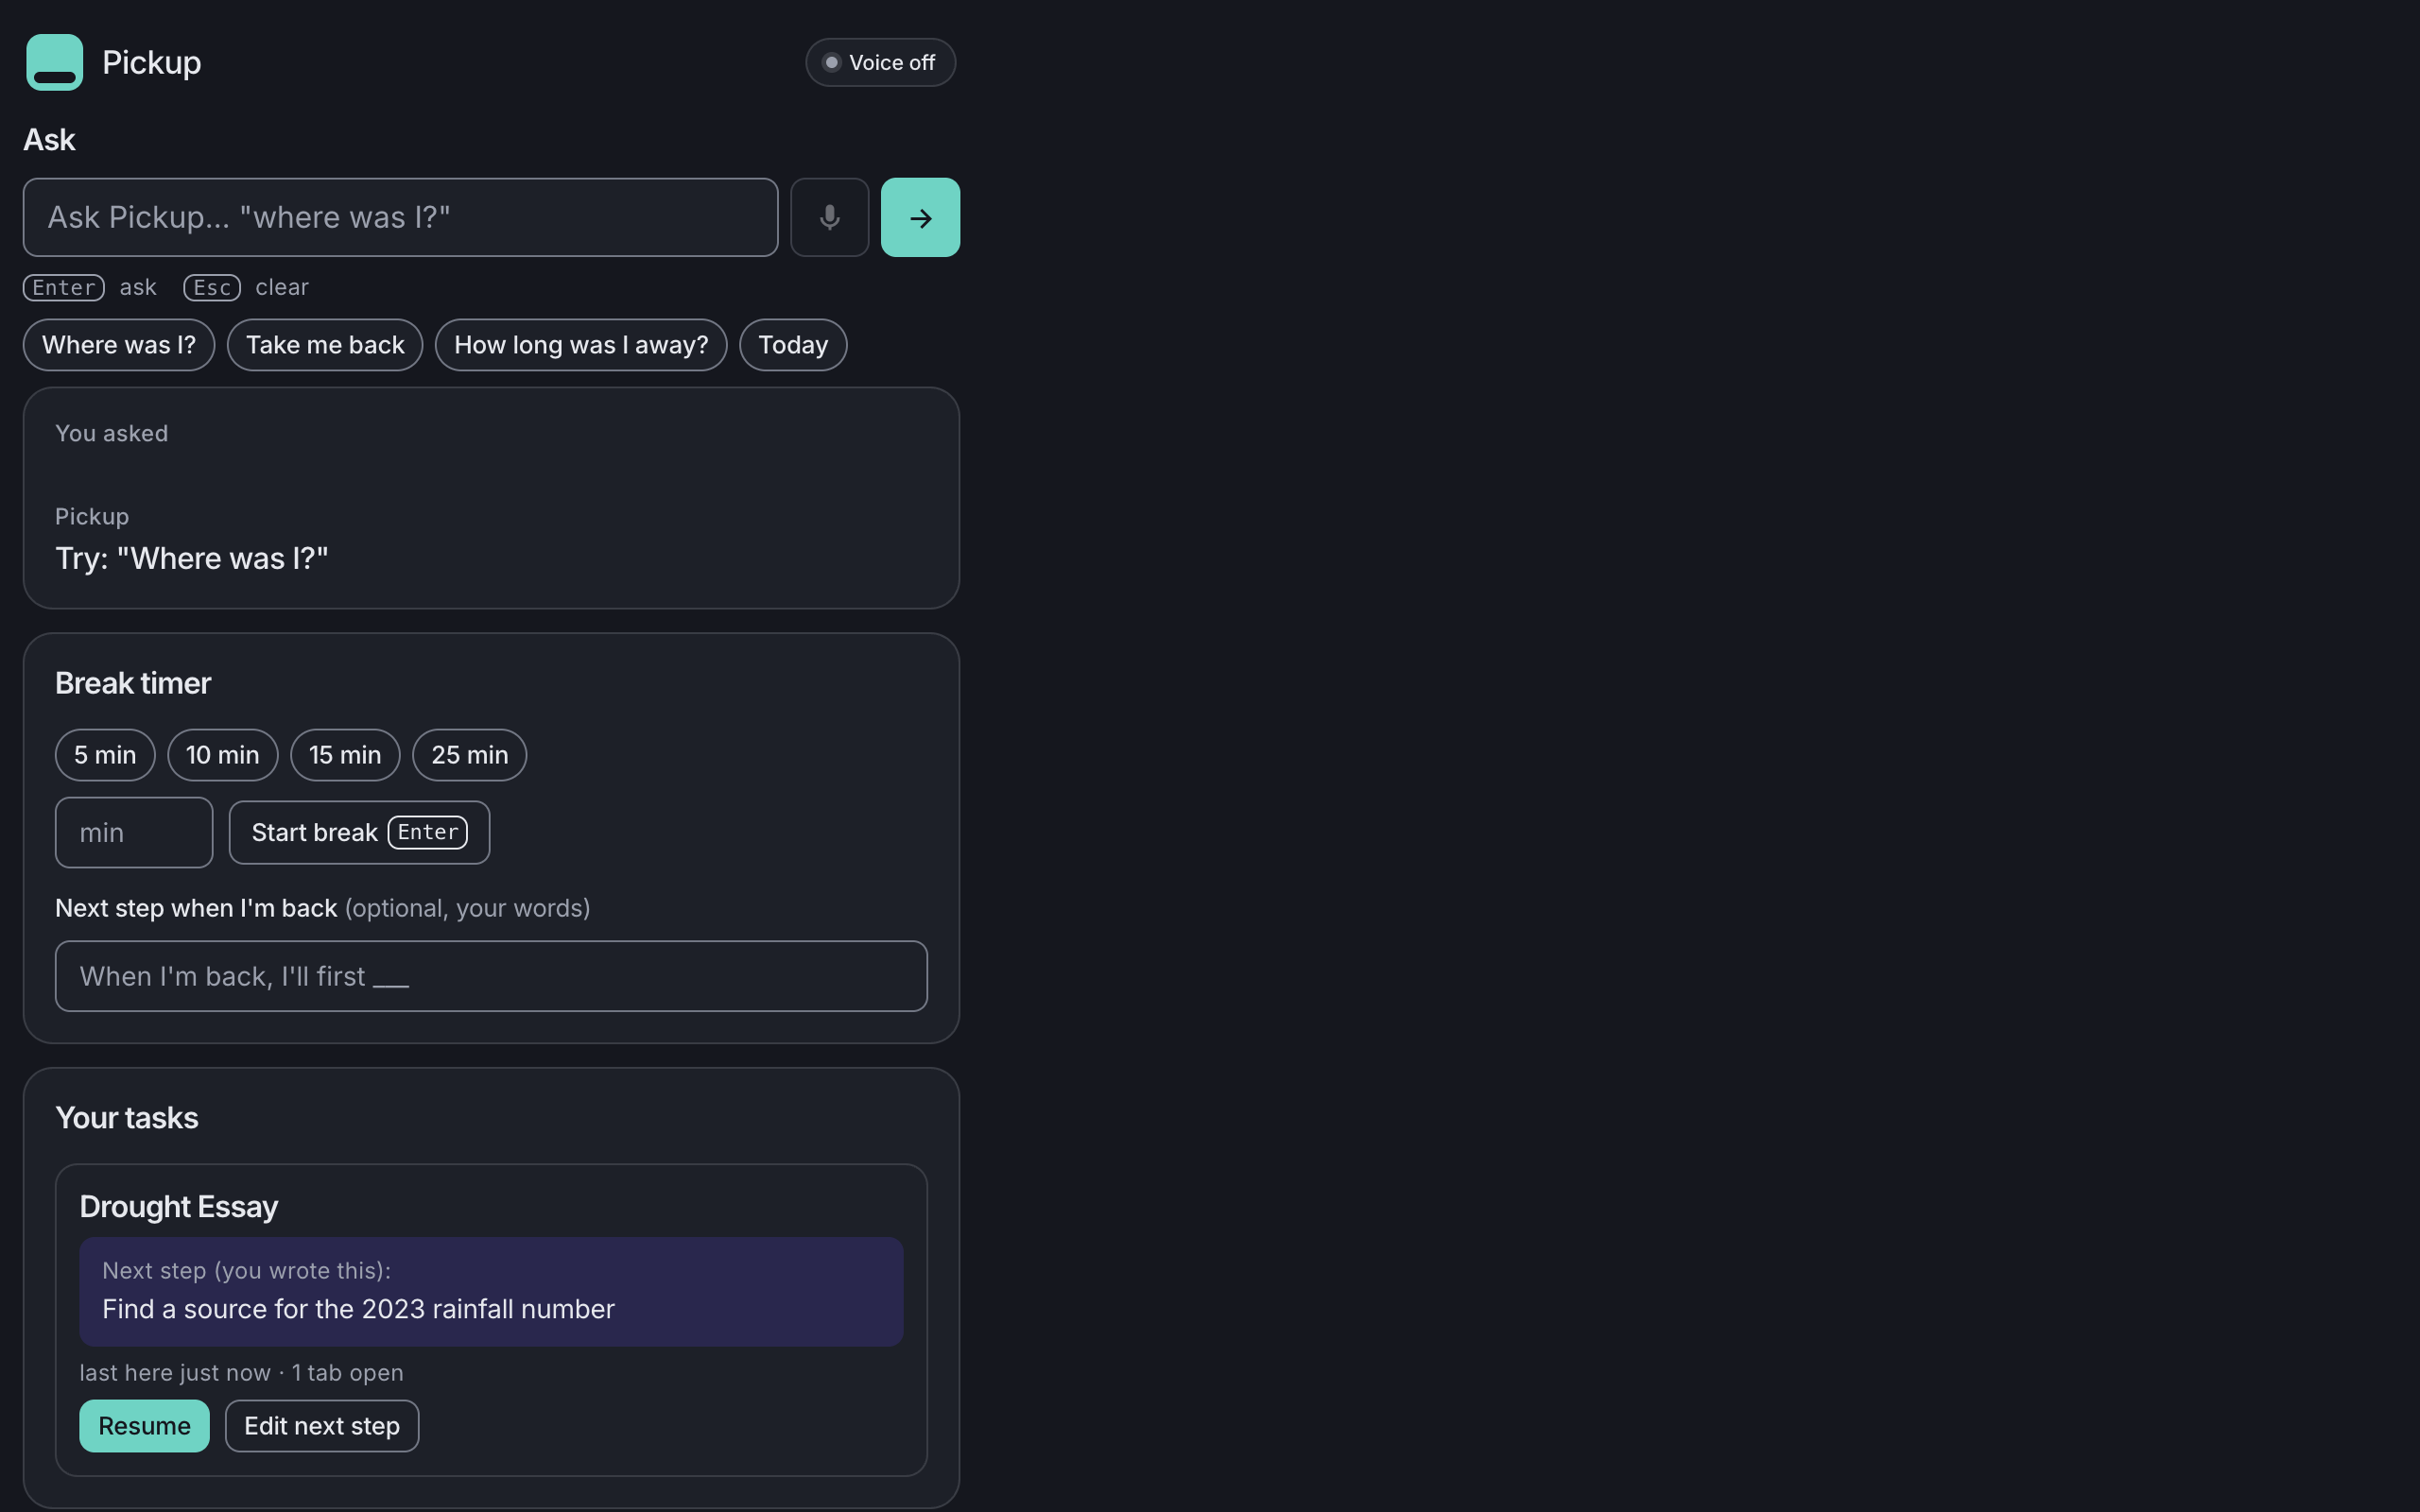 Pickup
Voice off
Ask
Ask Pickup... "where was I?"
Enter ask Esc clear
Where was I? Take me back How long was I away? Today
You asked
Pickup
Try: "Where was I?"
Break timer
5 min 10 min 15 min 25 min
min Start break Enter
Next step when I'm back (optional, your words)
When I'm back, I'll first ___
Your tasks
Drought Essay
Next step (you wrote this):
Find a source for the 2023 rainfall number
last here just now · 1 tab open
Resume Edit next step